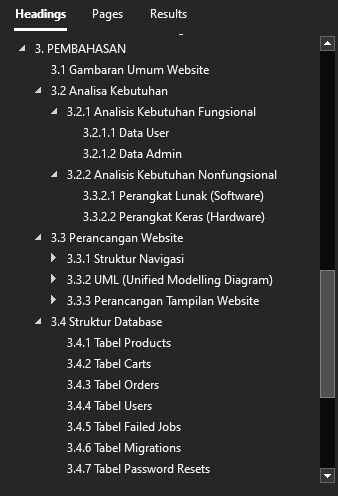 Headings Pages Results
3. PEMBAHASAN
3.1 Gambaran Umum Website
3.2 Analisa Kebutuhan
3.2.1 Analisis Kebutuhan Fungsional
3.2.1.1 Data User
3.2.1.2 Data Admin
3.2.2 Analisis Kebutuhan Nonfungsional
3.3.2.1 Perangkat Lunak (Software)
3.3.2.2 Perangkat Keras (Hardware)
3.3 Perancangan Website
3.3.1 Struktur Navigasi
3.3.2 UML (Unified Modelling Diagram)
3.3.3 Perancangan Tampilan Website
3.4 Struktur Database
3.4.1 Tabel Products
3.4.2 Tabel Carts
3.4.3 Tabel Orders
3.4.4 Tabel Users
3.4.5 Tabel Failed Jobs
3.4.6 Tabel Migrations
3.4.7 Tabel Password Resets